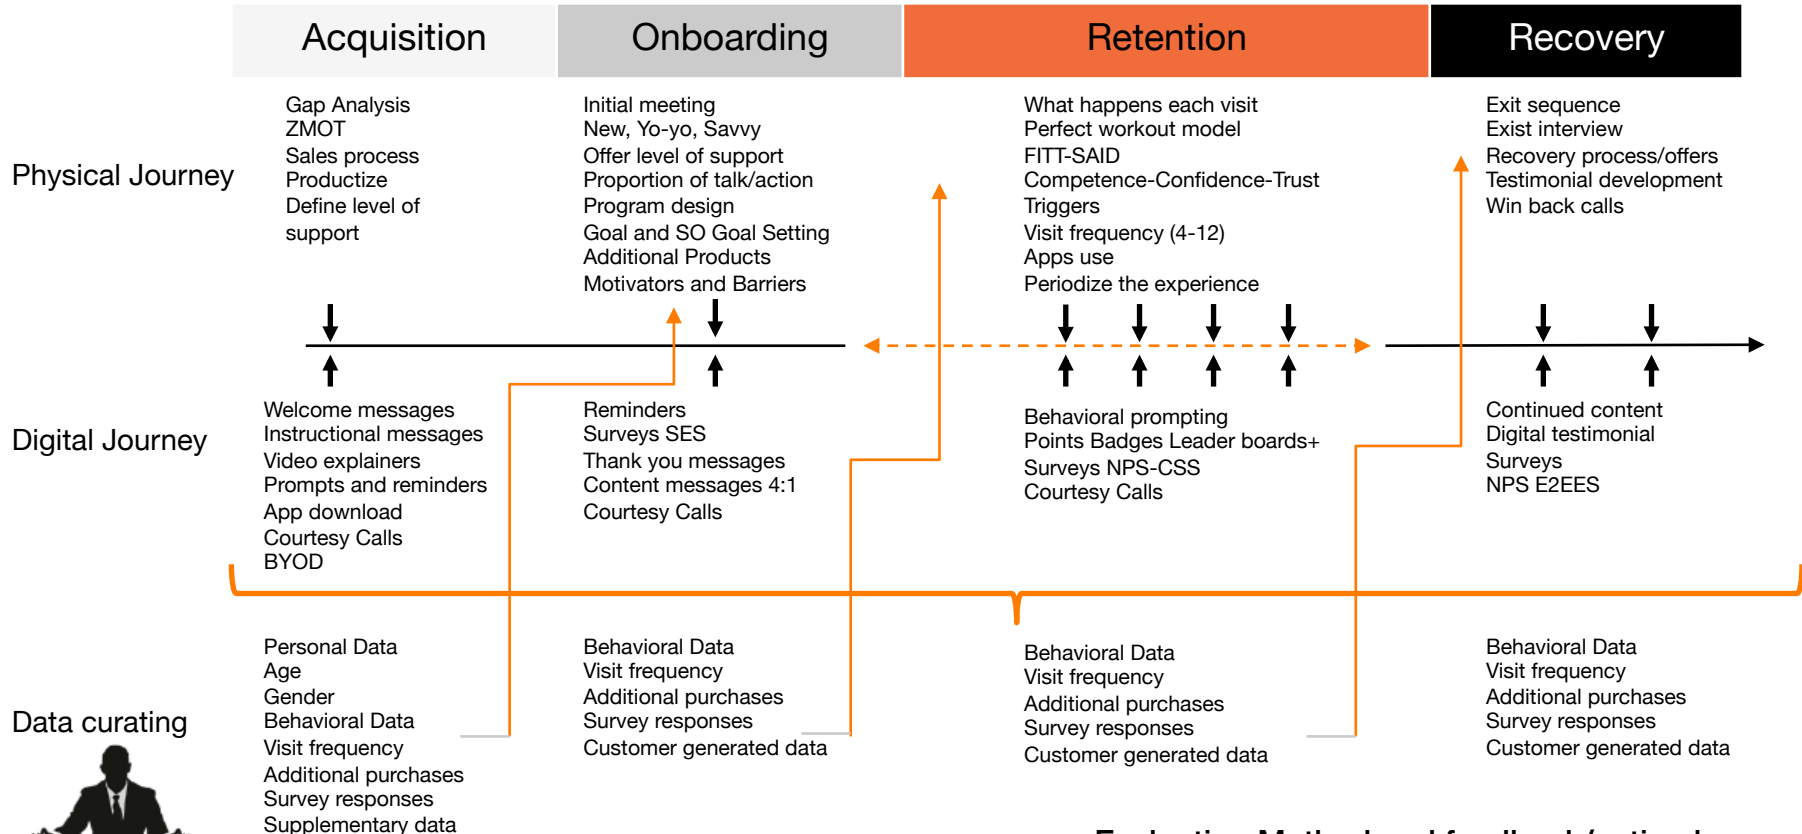 Acquisition
Onboarding
Retention
Recovery
Physical Journey
Gap Analysis
ZMOT
Sales process
Productize
Define level of
support
Initial meeting
New, Yo-yo, Savvy
Offer level of support
Proportion of talk/action
Program design
Goal and SO Goal Setting
Additional Products
Motivators and Barriers
What happens each visit
Perfect workout model
FITT-SAID
Competence-Confidence-Trust
Triggers
Visit frequency (4-12)
Apps use
Periodize the experience
Exit sequence
Exist interview
Recovery process/offers
Testimonial development
Win back calls
Digital Journey
Welcome messages
Instructional messages
Video explainers
Prompts and reminders
App download
Courtesy Calls
BYOD
Reminders
Surveys SES
Thank you messages
Content messages 4:1
Courtesy Calls
Behavioral prompting
Points Badges Leader boards+
Surveys NPS-CSS
Courtesy Calls
Continued content
Digital testimonial
Surveys
NPS E2EES
Data curating
Personal Data
Age
Gender
Behavioral Data
Visit frequency
Additional purchases
Survey responses
Supplementary data
Behavioral Data
Visit frequency
Additional purchases
Survey responses
Customer generated data
Behavioral Data
Visit frequency
Additional purchases
Survey responses
Customer generated data
Behavioral Data
Visit frequency
Additional purchases
Survey responses
Customer generated data